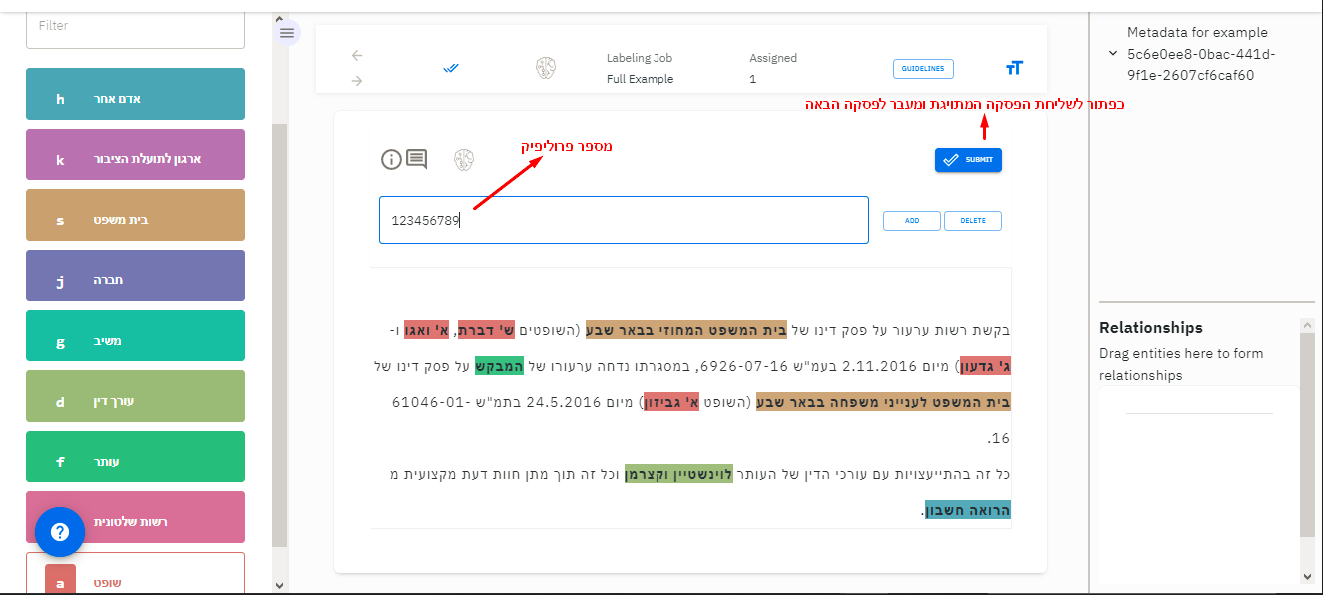 Filter
h אדם אחר
k ארגון לתועלת הציבור
s בית משפט
j חברה
g משיב
d עורך דין
f עותר
רשות שלטונית
a שופט
Labeling Job
Full Example
Assigned
1
GUIDELINES
כפתור לשליחת הפסקה המתויגת ומעבר לפסקה הבאה
מספר פרוליפיק
SUBMIT
123456789
ADD
DELETE
בקשת רשות ערעור על פסק דינו של בית המשפט המחוזי בבאר שבע (השופטים ש' דברת, א' ואגו ו-
ג' גדעון) מיום 2.11.2016 בעמ"ש 6926-07-16, במסגרתו נדחה ערעורו של המבקש על פסק דינו של
בית המשפט לענייני משפחה בבאר שבע (השופט א' גביזון) מיום 24.5.2016 בתמ"ש 61046-01-
16.
כל זה בהתייעצויות עם עורכי הדין של העותר לוינשטיין וקצרמן וכל זה תוך מתן חוות דעת מקצועית מ
הרואה חשבון.
Metadata for example
5c6e0ee8-0bac-441d-
9f1e-2607cf6caf60
Relationships
Drag entities here to form
relationships